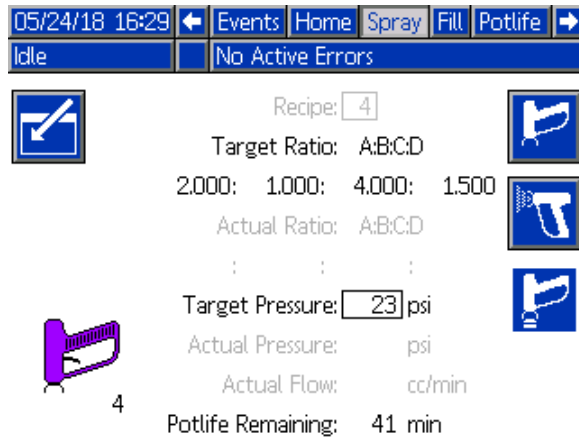 05/24/18 16:29 Events Home Spray Fill Potlife
Idle No Active Errors
Recipe: 4
Target Ratio: A:B:C:D
2.000: 1.000: 4.000: 1.500
Actual Ratio: A:B:C:D
: : :
Target Pressure: 23 psi
Actual Pressure: psi
Actual Flow: cc/min
4
Potlife Remaining: 41 min